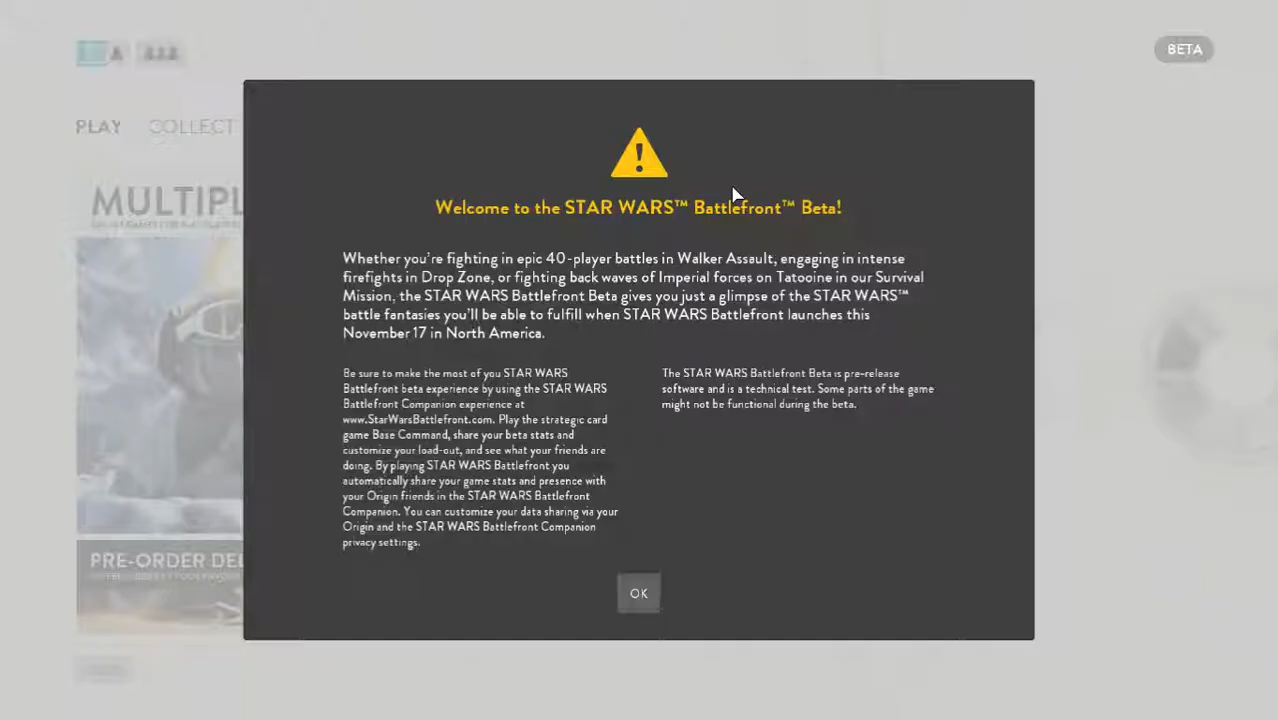 BETA
PLAY COLLECT
MULTIPL
Welcome to the STAR WARS™ Battlefront™ Beta!
Whether you're fighting in epic 40-player battles in Walker Assault, engaging in intense
firefights in Drop Zone, or fighting back waves of Imperial forces on Tatooine in our Survival
Mission, the STAR WARS Battlefront Beta gives you just a glimpse of the STAR WARS™
battle fantasies you'll be able to fulfill when STAR WARS Battlefront launches this
November 17 in North America.
Be sure to make the most of you STAR WARS
Battlefront beta experience by using the STAR WARS
Battlefront Companion experience at
www.StarWarsBattlefront.com. Play the strategic card
game Base Command, share your beta stats and
customize your load-out, and see what your friends are
doing. By playing STAR WARS Battlefront you
automatically share your game stats and presence with
your Origin friends in the STAR WARS Battlefront
Companion. You can customize your data sharing via your
Origin and the STAR WARS Battlefront Companion
privacy settings.
The STAR WARS Battlefront Beta is pre-release
software and is a technical test. Some parts of the game
might not be functional during the beta.
PRE-ORDER DEL
OK